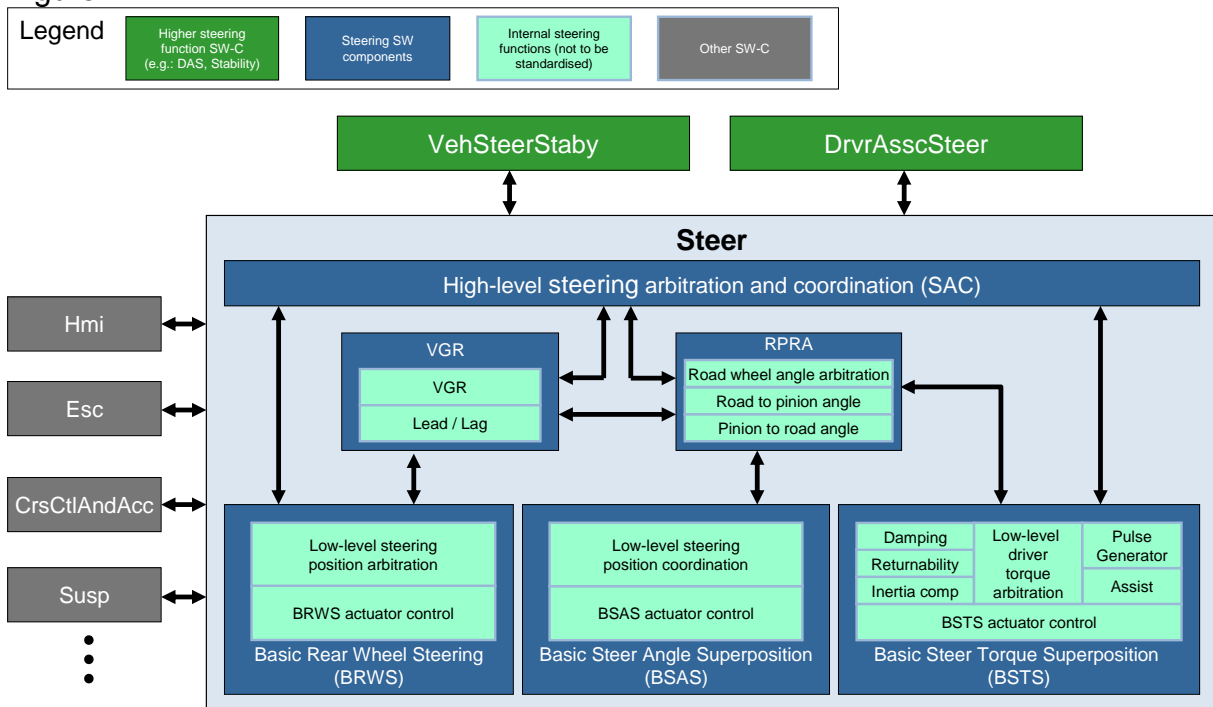 Legend
Higher steering
function SW-C
(e.g.: DAS, Stability)
Steering SW
components
Internal steering
functions (not to be
standardised)
Other SW-C
VehSteerStaby
DrvrAsscSteer
Steer
High-level steering arbitration and coordination (SAC)
Hmi
Esc
CrsCtlAndAcc
Susp
VGR
VGR
Lead / Lag
RPRA
Road wheel angle arbitration
Road to pinion angle
Pinion to road angle
Low-level steering
position arbitration
BRWS actuator control
Basic Rear Wheel Steering
(BRWS)
Low-level steering
position coordination
BSAS actuator control
Basic Steer Angle Superposition
(BSAS)
Damping
Returnability
Inertia comp
Low-level
driver
torque
arbitration
Pulse
Generator
Assist
BSTS actuator control
Basic Steer Torque Superposition
(BSTS)